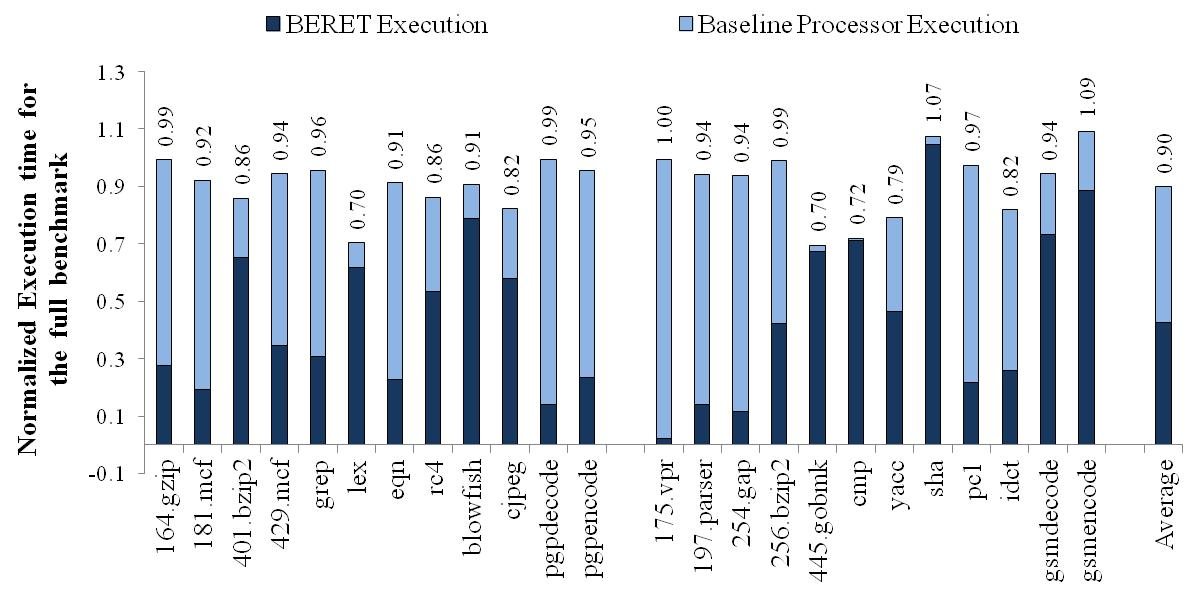 BERET Execution
Baseline Processor Execution
Normalized Execution time for
the full benchmark
1.3
1.1
0.9
0.7
0.5
0.3
0.1
-0.1
0.99
0.92
0.86
0.94
0.96
0.70
0.91
0.86
0.91
0.82
0.99
0.95
1.00
0.94
0.94
0.99
0.70
0.72
0.79
1.07
0.97
0.82
0.94
1.09
0.90
164.gzip
181.mcf
401.bzip2
429.mcf
grep
lex
eqn
rc4
blowfish
cjpeg
pgpdecode
pgpencode
175.vpr
197.parser
254.gap
256.bzip2
445.gobmk
cmp
yacc
sha
pc1
idct
gsmdecode
gsmencode
Average